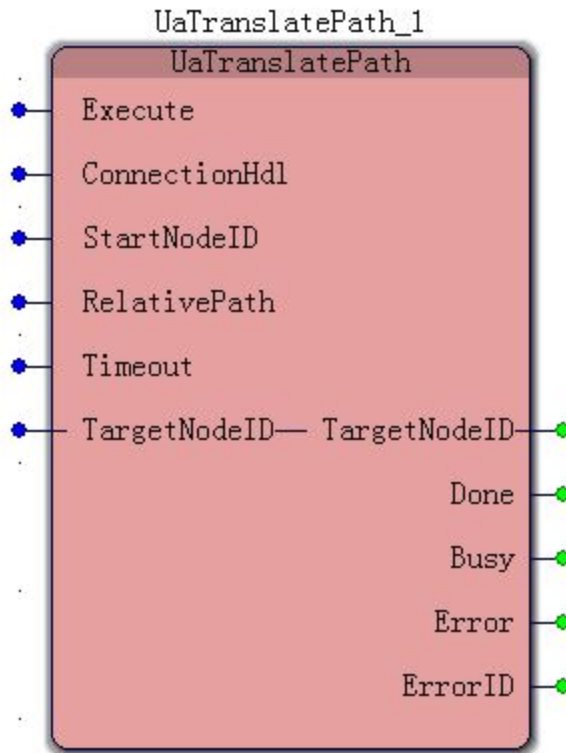 UaTranslatePath_1
UaTranslatePath
Execute
ConnectionHdl
StartNodeID
RelativePath
Timeout
TargetNodeID TargetNodeID
Done
Busy
Error
ErrorID